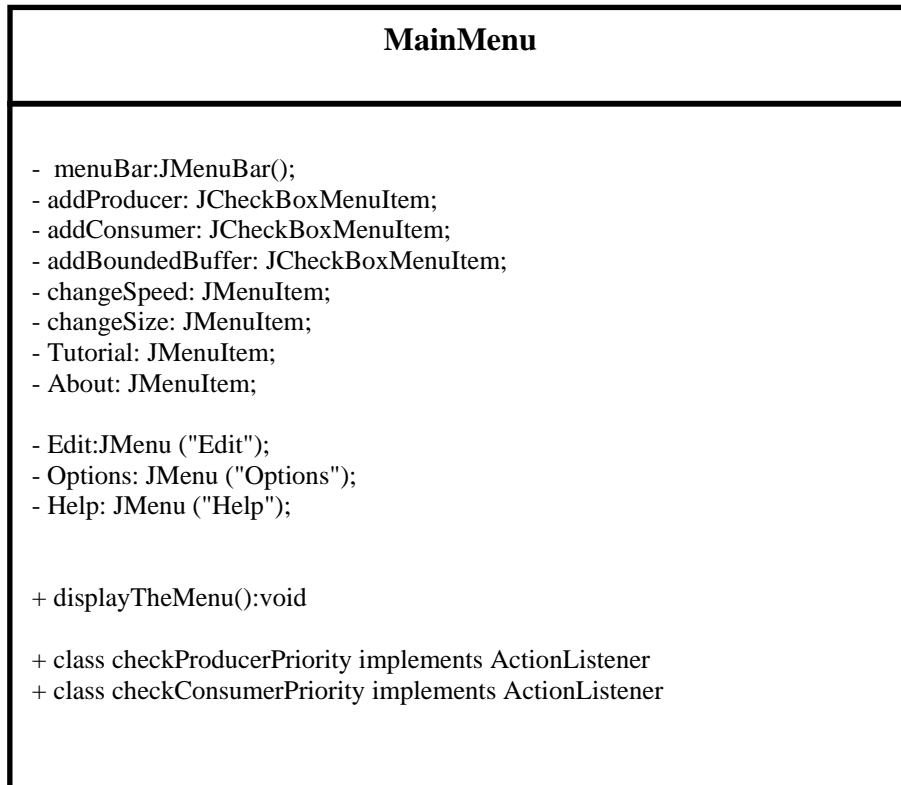 MainMenu
- menuBar:JMenuBar();
- addProducer: JCheckBoxMenuItem;
- addConsumer: JCheckBoxMenuItem;
- addBoundedBuffer: JCheckBoxMenuItem;
- changeSpeed: JMenuItem;
- changeSize: JMenuItem;
- Tutorial: JMenuItem;
- About: JMenuItem;
- Edit:JMenu ("Edit");
- Options: JMenu ("Options");
- Help: JMenu ("Help");
+ displayTheMenu():void
+ class checkProducerPriority implements ActionListener
+ class checkConsumerPriority implements ActionListener